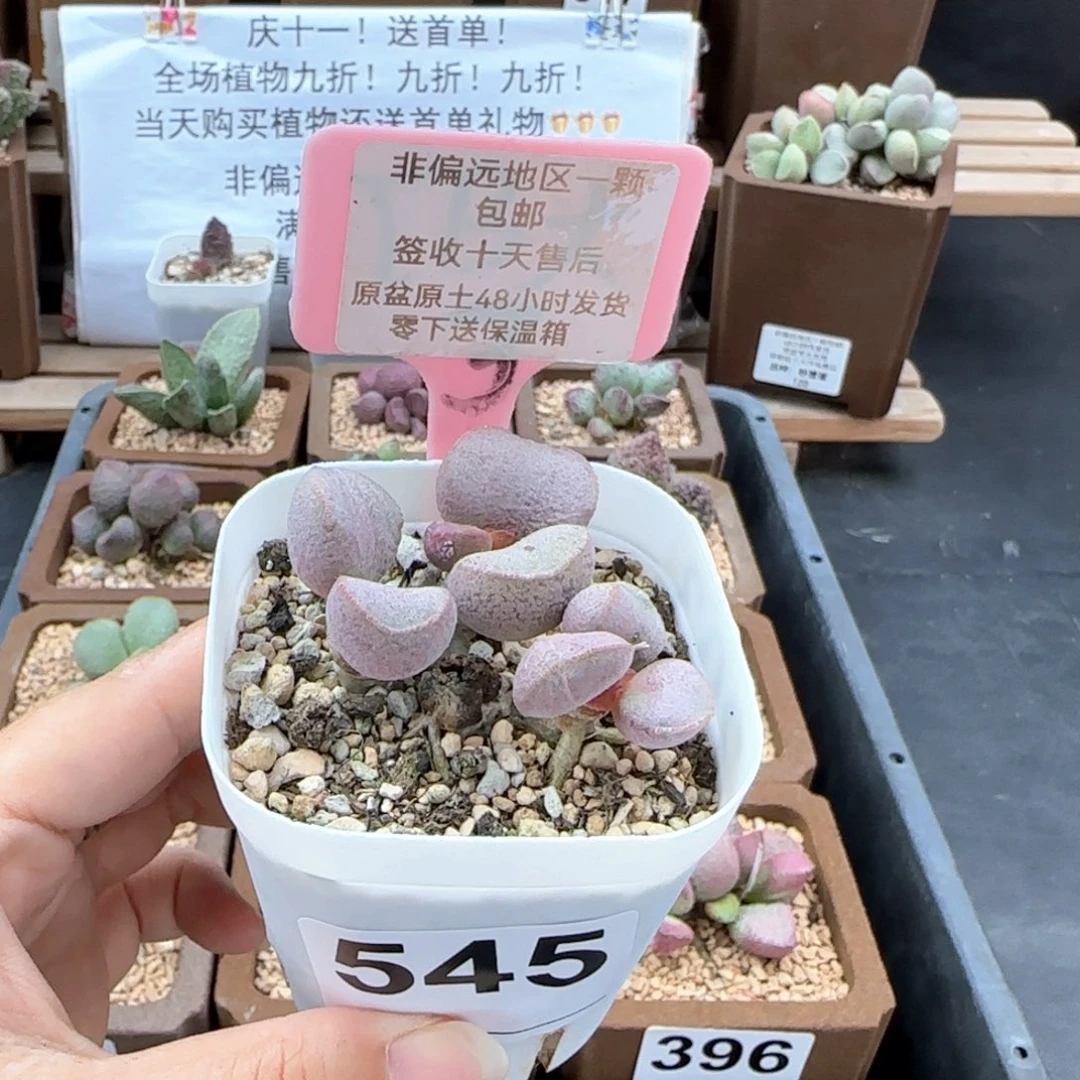 庆十一！送首单！
全场植物九折！九折！九折！
当天购买植物还送首单礼物
非偏
满
售
非偏远地区一颗
包邮
签收十天售后
原盆原土48小时发货
零下送保温箱
545
396